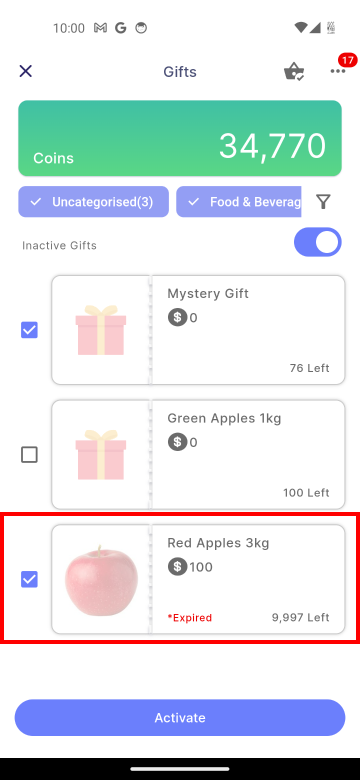 10:00
Gifts
17
Coins
34,770
Uncategorised(3)
Food & Beverag
Inactive Gifts
Mystery Gift
$ 0
76 Left
Green Apples 1kg
$ 0
100 Left
Red Apples 3kg
$ 100
*Expired
9,997 Left
Activate